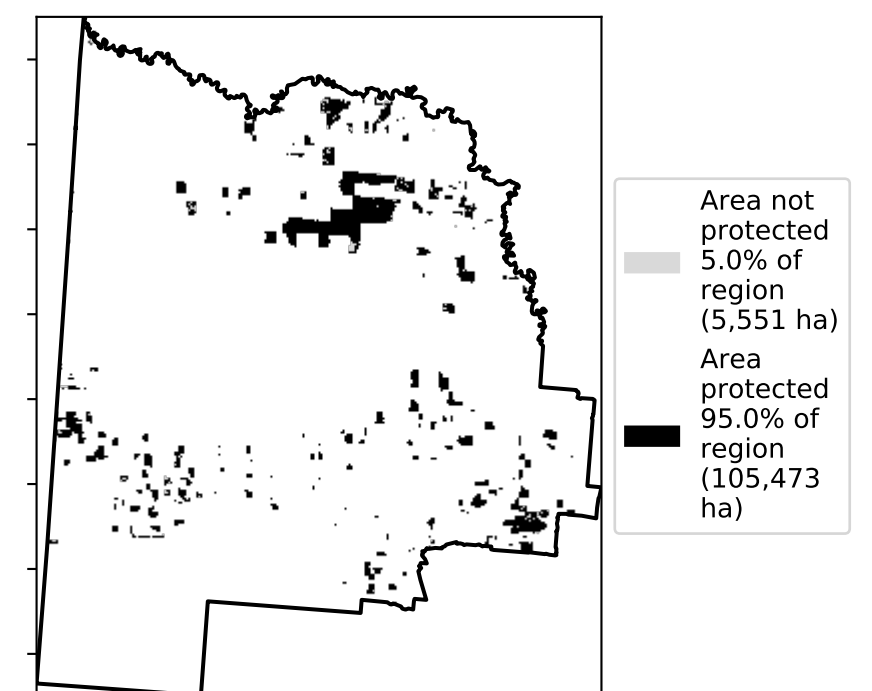 Area not
protected
5.0% of
region
(5,551 ha)
Area
protected
95.0% of
region
(105,473
ha)